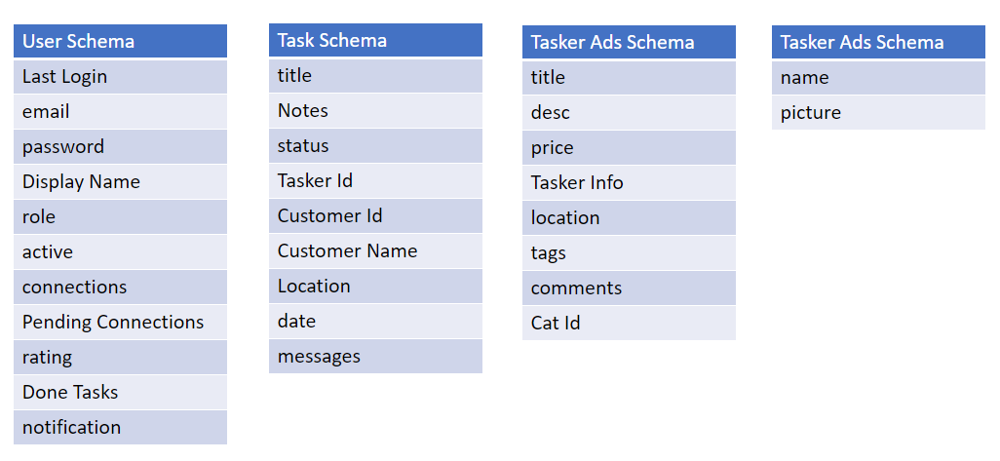 User Schema
Last Login
email
password
Display Name
role
active
connections
Pending Connections
rating
Done Tasks
notification
Task Schema
title
Notes
status
Tasker Id
Customer Id
Customer Name
Location
date
messages
Tasker Ads Schema
title
desc
price
Tasker Info
location
tags
comments
Cat Id
Tasker Ads Schema
name
picture